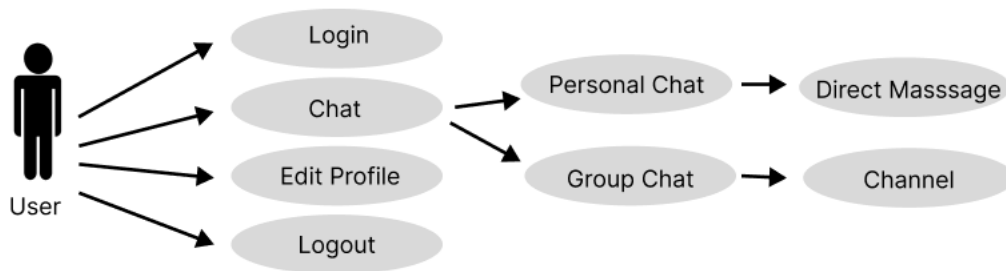 Login
Chat
Personal Chat
Direct Masssage
Edit Profile
Group Chat
Channel
User
Logout